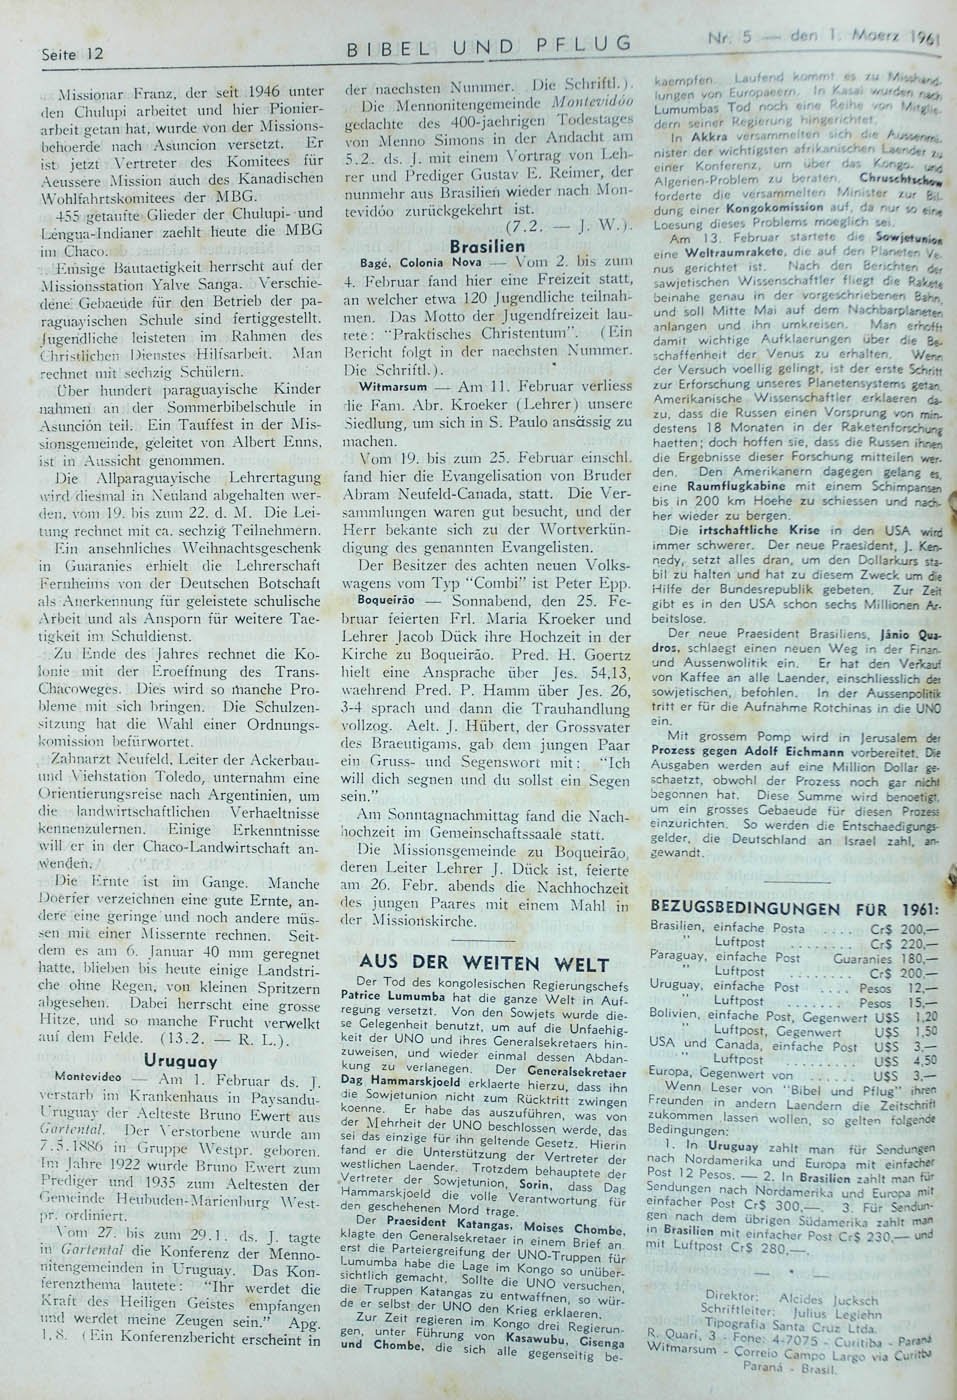 Seite 12
BIBEL UND PFLUG
Nr. 5 — den 1. Maerz 1961
Missionar Franz, der seit 1946 unter
den Chulupi arbeitet und hier Pionier-
arbeit getan hat, wurde von der Missions-
behoerde nach Asuncion versetzt. Er
ist jetzt Vertreter des Komitees für
Aeussere Mission auch des Kanadischen
Wohlfahrtskomitees der MBG.
455 getaufte Glieder der Chulupi- und
Lengua-Indianer zaehlt heute die MBG
im Chaco.
Emsige Bautaetigkeit herrscht auf der
Missionsstation Yalve Sanga. Verschie-
dene Gebaeude für den Betrieb der pa-
raguayischen Schule sind fertiggestellt.
Jugendliche leisteten im Rahmen des
Christlichen Dienstes Hilfsarbeit. Man
rechnet mit sechzig Schülern.
Über hundert paraguayische Kinder
nahmen an der Sommerbibelschule in
Asunción teil. Ein Tauffest in der Mis-
sionsgemeinde, geleitet von Albert Enns,
ist in Aussicht genommen.
Die Allparaguayische Lehrertagung
wird diesmal in Neuland abgehalten wer-
den, vom 19. bis zum 22. d. M. Die Lei-
tung rechnet mit ca. sechzig Teilnehmern.
Ein ansehnliches Weihnachtsgeschenk
in Guaranies erhielt die Lehrerschaft
Fernheims von der Deutschen Botschaft
als Anerkennung für geleistete schulische
Arbeit und als Ansporn für weitere Tae-
tigkeit im Schuldienst.
Zu Ende des Jahres rechnet die Ko-
lonie mit der Eroeffnung des Trans-
Chacoweges. Dies wird so manche Pro-
bleme mit sich bringen. Die Schulzen-
sitzung hat die Wahl einer Ordnungs-
komission befürwortet.
Zahnarzt Neufeld, Leiter der Ackerbau-
und Viehstation Toledo, unternahm eine
Orientierungsreise nach Argentinien, um
die landwirtschaftlichen Verhaeltnisse
kennenzulernen. Einige Erkenntnisse
will er in der Chaco-Landwirtschaft an-
wenden.
Die Ernte ist im Gange. Manche
Doerfer verzeichnen eine gute Ernte, an-
dere eine geringe und noch andere müs-
sen mit einer Missernte rechnen. Seit-
dem es am 6. Januar 40 mm geregnet
hatte, blieben bis heute einige Landstri-
che ohne Regen, von kleinen Spritzern
abgesehen. Dabei herrscht eine grosse
Hitze, und so manche Frucht verwelkt
auf dem Felde. (13.2. — R. L.).
Uruguay
Montevideo — Am 1. Februar ds. J.
verstarb im Krankenhaus in Paysandu-
Uruguay der Aelteste Bruno Ewert aus
Gartental. Der Verstorbene wurde am
7.5.1886 in Gruppe Westpr. geboren.
Im Jahre 1922 wurde Bruno Ewert zum
Prediger und 1935 zum Aeltesten der
Gemeinde Heubuden-Marienburg West-
pr. ordiniert.
Vom 27. bis zum 29.1. ds. J. tagte
in Gartental die Konferenz der Menno-
nitengemeinden in Uruguay. Das Kon-
ferenzthema lautete: "Ihr werdet die
Kraft des Heiligen Geistes empfangen
und werdet meine Zeugen sein." Apg.
1,8. (Ein Konferenzbericht erscheint in
der naechsten Nummer. Die Schriftl.).
Die Mennonitengemeinde Montevidóo
gedachte des 400-jaehrigen Todestages
von Menno Simons in der Andacht am
5.2. ds. J. mit einem Vortrag von Leh-
rer und Prediger Gustav E. Reimer, der
nunmehr aus Brasilien wieder nach Mon-
tevidóo zurückgekehrt ist.
(7.2. — J. W.).
Brasilien
Bagé, Colonia Nova — Vom 2. bis zum
4. Februar fand hier eine Freizeit statt,
an welcher etwa 120 Jugendliche teilnah-
men. Das Motto der Jugendfreizeit lau-
tete: "Praktisches Christentum". (Ein
Bericht folgt in der naechsten Nummer.
Die Schriftl.).
Witmarsum — Am 11. Februar verliess
die Fam. Abr. Kroeker (Lehrer) unsere
Siedlung, um sich in S. Paulo ansässig zu
machen.
Vom 19. bis zum 25. Februar einschl.
fand hier die Evangelisation von Bruder
Abram Neufeld-Canada, statt. Die Ver-
sammlungen waren gut besucht, und der
Herr bekante sich zu der Wortverkün-
digung des genannten Evangelisten.
Der Besitzer des achten neuen Volks-
wagens vom Typ "Combi" ist Peter Epp.
Boqueirão — Sonnabend, den 25. Fe-
bruar feierten Frl. Maria Kroeker und
Lehrer Jacob Dück ihre Hochzeit in der
Kirche zu Boqueirão. Pred. H. Goertz
hielt eine Ansprache über Jes. 54,13,
waehrend Pred. P. Hamm über Jes. 26,
3-4 sprach und dann die Trauhandlung
vollzog. Aelt. J. Hübert, der Grossvater
des Braeutigams, gab dem jungen Paar
ein Gruss- und Segenswort mit: "Ich
will dich segnen und du sollst ein Segen
sein."
Am Sonntagnachmittag fand die Nach-
hochzeit im Gemeinschaftssaale statt.
Die Missionsgemeinde zu Boqueirão,
deren Leiter Lehrer J. Dück ist, feierte
am 26. Febr. abends die Nachhochzeit
des jungen Paares mit einem Mahl in
der Missionskirche.
AUS DER WEITEN WELT
Der Tod des kongolesischen Regierungschefs
Patrice Lumumba hat die ganze Welt in Auf-
regung versetzt. Von den Sowjets wurde die-
se Gelegenheit benutzt, um auf die Unfaehig-
keit der UNO und ihres Generalsekretaers hin-
zuweisen, und wieder einmal dessen Abdan-
kung zu verlanegen. Der Generalsekretaer
Dag Hammarskjoeld erklaerte hierzu, dass ihn
die Sowjetunion nicht zum Rücktritt zwingen
koenne. Er habe das auszuführen, was von
der Mehrheit der UNO beschlossen werde, das
sei das einzige für ihn geltende Gesetz. Hierin
fand er die Unterstützung der Vertreter der
westlichen Laender. Trotzdem behauptete der
Vertreter der Sowjetunion, Sorin, dass Dag
Hammarskjoeld die volle Verantwortung für
den geschehenen Mord trage.
Der Praesident Katangas, Moises Chombe,
klagte den Generalsekretaer in einem Brief an,
erst die Parteiergreifung der UNO-Truppen für
Lumumba habe die Lage im Kongo so unüber-
sichtlich gemacht. Sollte die UNO versuchen,
die Truppen Katangas zu entwaffnen, so wür-
de er selbst der UNO den Krieg erklaeren.
Zur Zeit regieren im Kongo drei Regierun-
gen, unter Führung von Kasawubu, Gisenga
und Chombe, die sich alle gegenseitig be-
kaempfen. Laufend kommt es zu Misshand-
lungen von Europaeern. In Kasai wurden nach
Lumumbas Tod noch eine Reihe von Mitglie-
dern seiner Regierung hingerichtet.
In Akkra versammelten sich die Aussenmi-
nister der wichtigsten afrikanischen Laender zu
einer Konferenz, um über das Kongo- und
Algerien-Problem zu beraten. Chruschtschow
forderte die versammelten Minister zur Bil-
dung einer Kongokomission auf, da nur so eine
Loesung dieses Problems moeglich sei.
Am 13. Februar startete die Sowjetunion
eine Weltraumrakete, die auf den Planeten Ve-
nus gerichtet ist. Nach den Berichten der
sawjetischen Wissenschaftler fliegt die Rakete
beinahe genau in der vorgeschriebenen Bahn,
und soll Mitte Mai auf dem Nachbarplaneten
anlangen und ihn umkreisen. Man erhofft
damit wichtige Aufklaerungen über die Be-
schaffenheit der Venus zu erhalten. Wenn
der Versuch voellig gelingt, ist der erste Schritt
zur Erforschung unseres Planetensystems getan.
Amerikanische Wissenschaftler erklaeren da-
zu, dass die Russen einen Vorsprung von min-
destens 18 Monaten in der Raketenforschung
haetten; doch hoffen sie, dass die Russen ihnen
die Ergebnisse dieser Forschung mitteilen wer-
den. Den Amerikanern dagegen gelang es,
eine Raumflugkabine mit einem Schimpansen
bis in 200 km Hoehe zu schiessen und nach-
her wieder zu bergen.
Die irtschaftliche Krise in den USA wird
immer schwerer. Der neue Praesident, J. Ken-
nedy, setzt alles dran, um den Dollarkurs sta-
bil zu halten und hat zu diesem Zweck um die
Hilfe der Bundesrepublik gebeten. Zur Zeit
gibt es in den USA schon sechs Millionen Ar-
beitslose.
Der neue Praesident Brasiliens, Jânio Qua-
dros, schlaegt einen neuen Weg in der Finan-
und Aussenwolitik ein. Er hat den Verkauf
von Kaffee an alle Laender, einschliesslich des
sowjetischen, befohlen. In der Aussenpolitik
tritt er für die Aufnahme Rotchinas in die UNO
ein.
Mit grossem Pomp wird in Jerusalem der
Prozess gegen Adolf Eichmann vorbereitet. Die
Ausgaben werden auf eine Million Dollar ge-
schaetzt, obwohl der Prozess noch gar nicht
begonnen hat. Diese Summe wird benoetigt,
um ein grosses Gebaeude für diesen Prozess
einzurichten. So werden die Entschaedigungs-
gelder, die Deutschland an Israel zahl, an-
gewandt.
BEZUGSBEDINGUNGEN FÜR 1961:
Brasilien, einfache Posta .... Cr$ 200,—
" Luftpost ........ Cr$ 220,—
Paraguay, einfache Post Guaranies 180,—
" Luftpost ........ Cr$ 200,—
Uruguay, einfache Post .... Pesos 12,—
" Luftpost ....... Pesos 15,—
Bolivien, einfache Post, Gegenwert U$S 1,20
" Luftpost, Gegenwert U$S 1,50
USA und Canada, einfache Post U$S 3,—
" Luftpost ....... U$S 4,50
Europa, Gegenwert von ...... U$S 3,—
Wenn Leser von "Bibel und Pflug" ihren
Freunden in andern Laendern die Zeitschrift
zukommen lassen wollen, so gelten folgende
Bedingungen:
1. In Uruguay zahlt man für Sendungen
nach Nordamerika und Europa mit einfacher
Post 12 Pesos. — 2. In Brasilien zahlt man für
Sendungen nach Nordamerika und Europa mit
einfacher Post Cr$ 300,—. 3. Für Sendun-
gen nach dem übrigen Südamerika zahlt man
in Brasilien mit einfacher Post Cr$ 230,— und
mit Luftpost Cr$ 280,—.
— * —
Direktor: Alcides Jucksch
Schriftleiter: Julius Legiehn
Tipografia Santa Cruz Ltda.
R. Quari, 3 - Fone: 4-7075 - Curitiba - Paraná
Witmarsum - Correio Campo Largo via Curitiba
Paraná - Brasil.